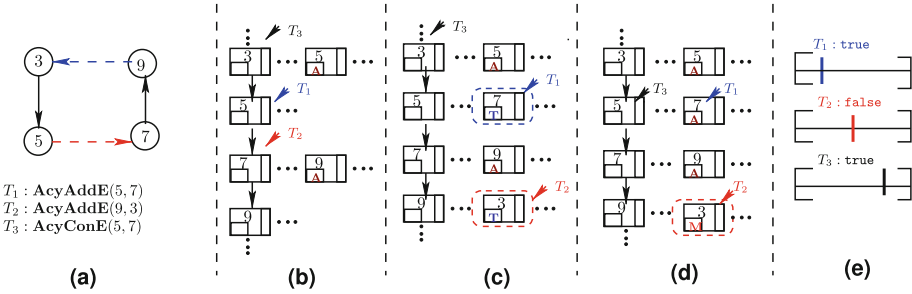 3
9
5
7
T₁ : AcyAddE(5, 7)
T₂ : AcyAddE(9, 3)
T₃ : AcyConE(5, 7)
(a)
T₃
3
5
A
5
T₁
T₂
7
9
A
9
(b)
T₃
3
5
A
T₁
5
7
T
7
9
A
T₂
9
3
T
(c)
3
5
A
5
T₃
7
A
T₁
7
9
A
T₂
9
3
M
(d)
T₁ : true
T₂ : false
T₃ : true
(e)